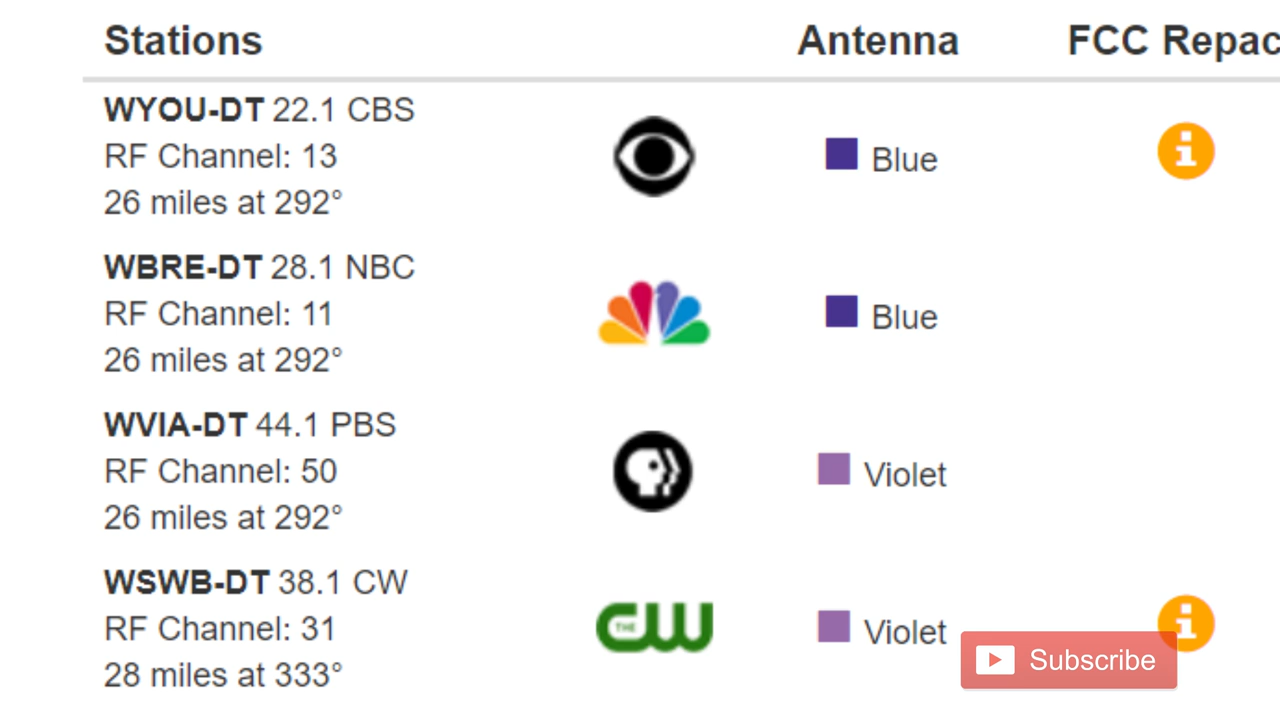 Stations Antenna FCC Repac
WYOU-DT 22.1 CBS
RF Channel: 13
26 miles at 292°
Blue
WBRE-DT 28.1 NBC
RF Channel: 11
26 miles at 292°
Blue
WVIA-DT 44.1 PBS
RF Channel: 50
26 miles at 292°
Violet
WSWB-DT 38.1 CW
RF Channel: 31
28 miles at 333°
THE CW
Violet
Subscribe